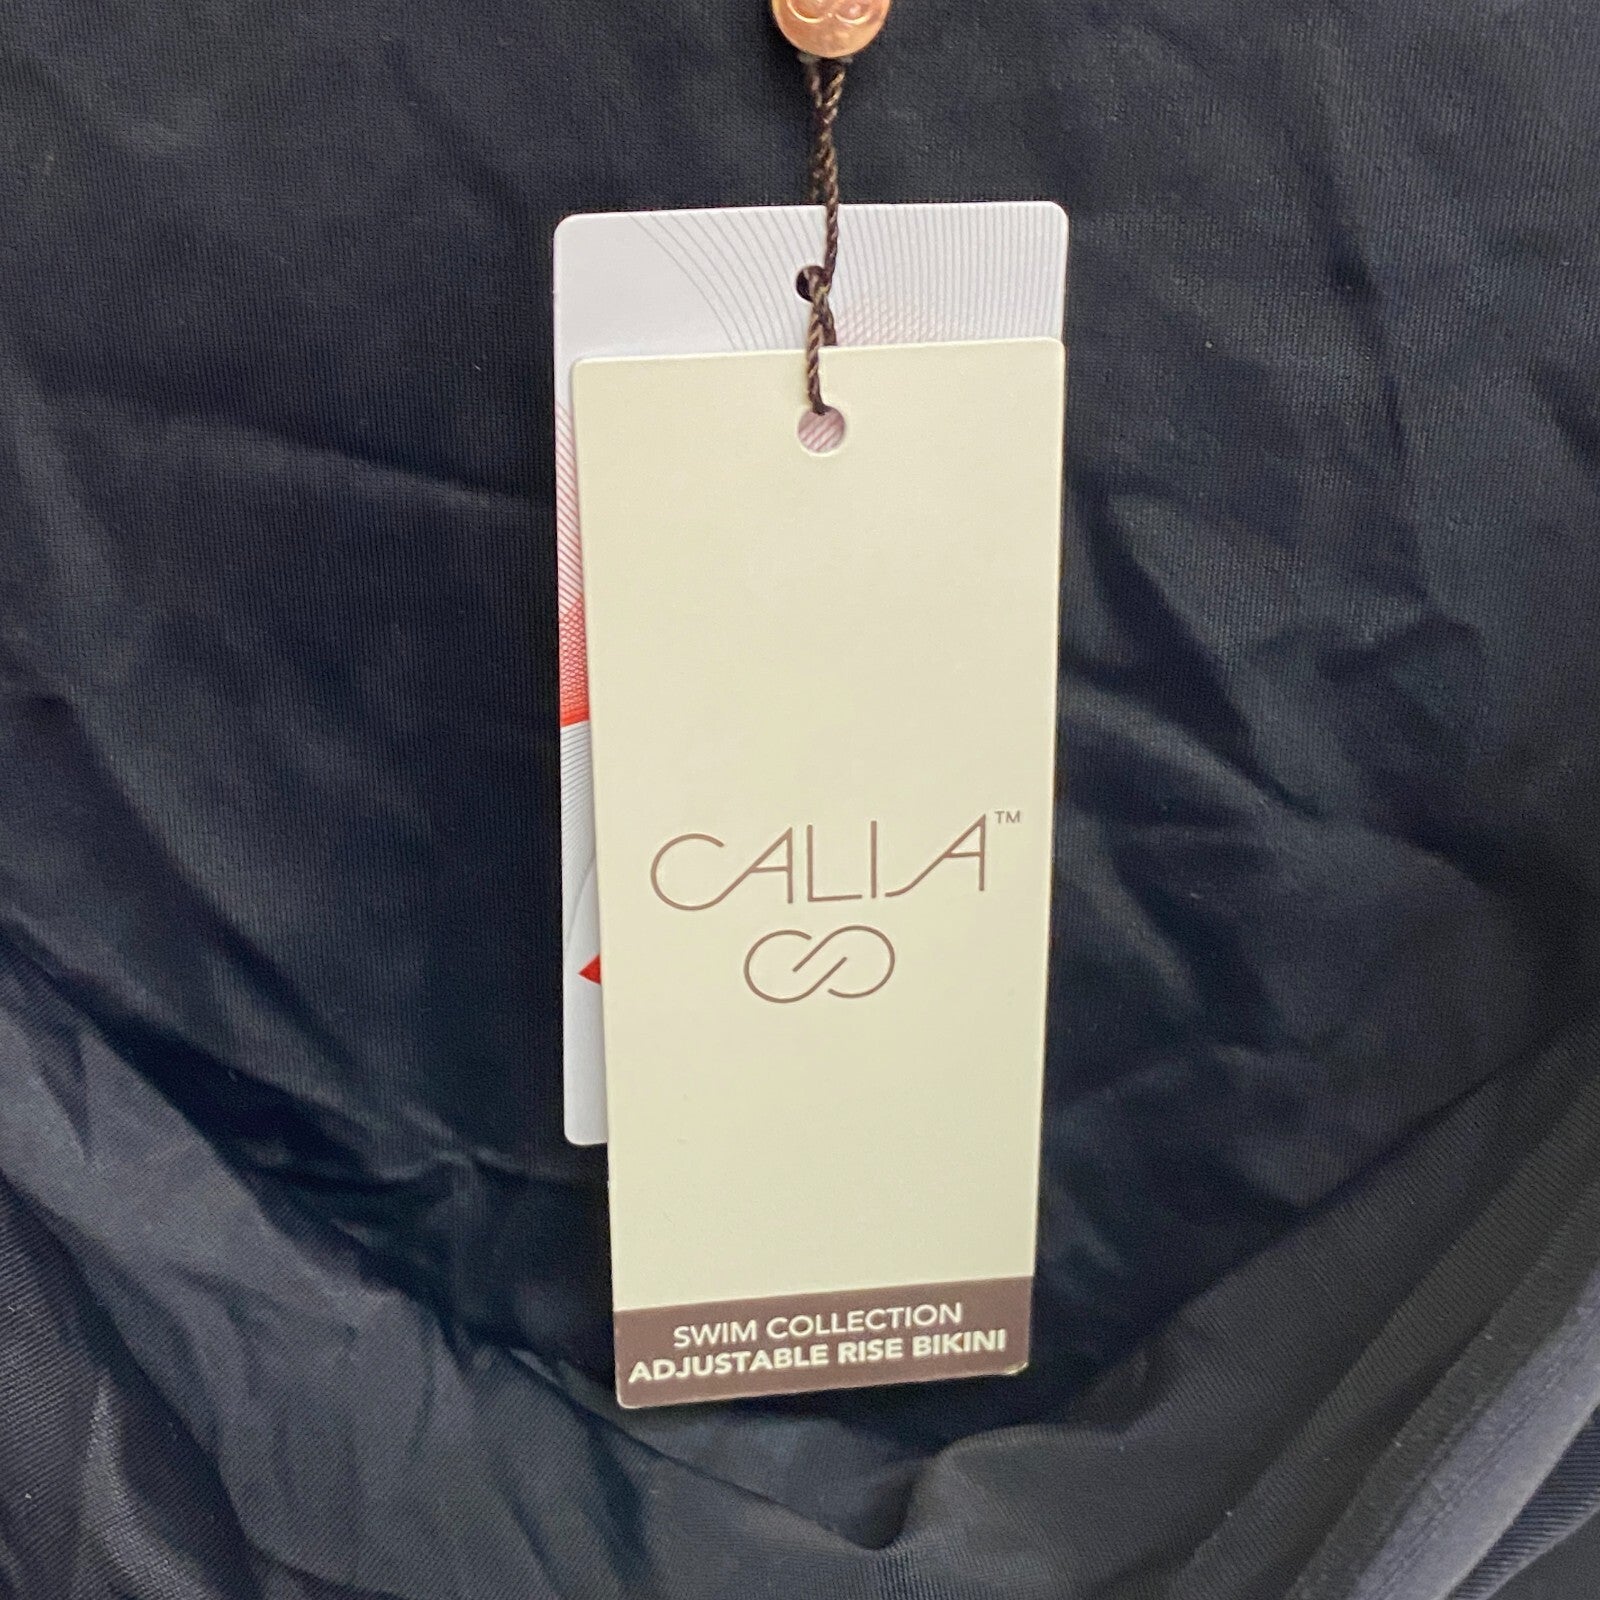 CALIA™
SWIM COLLECTION
ADJUSTABLE RISE BIKINI